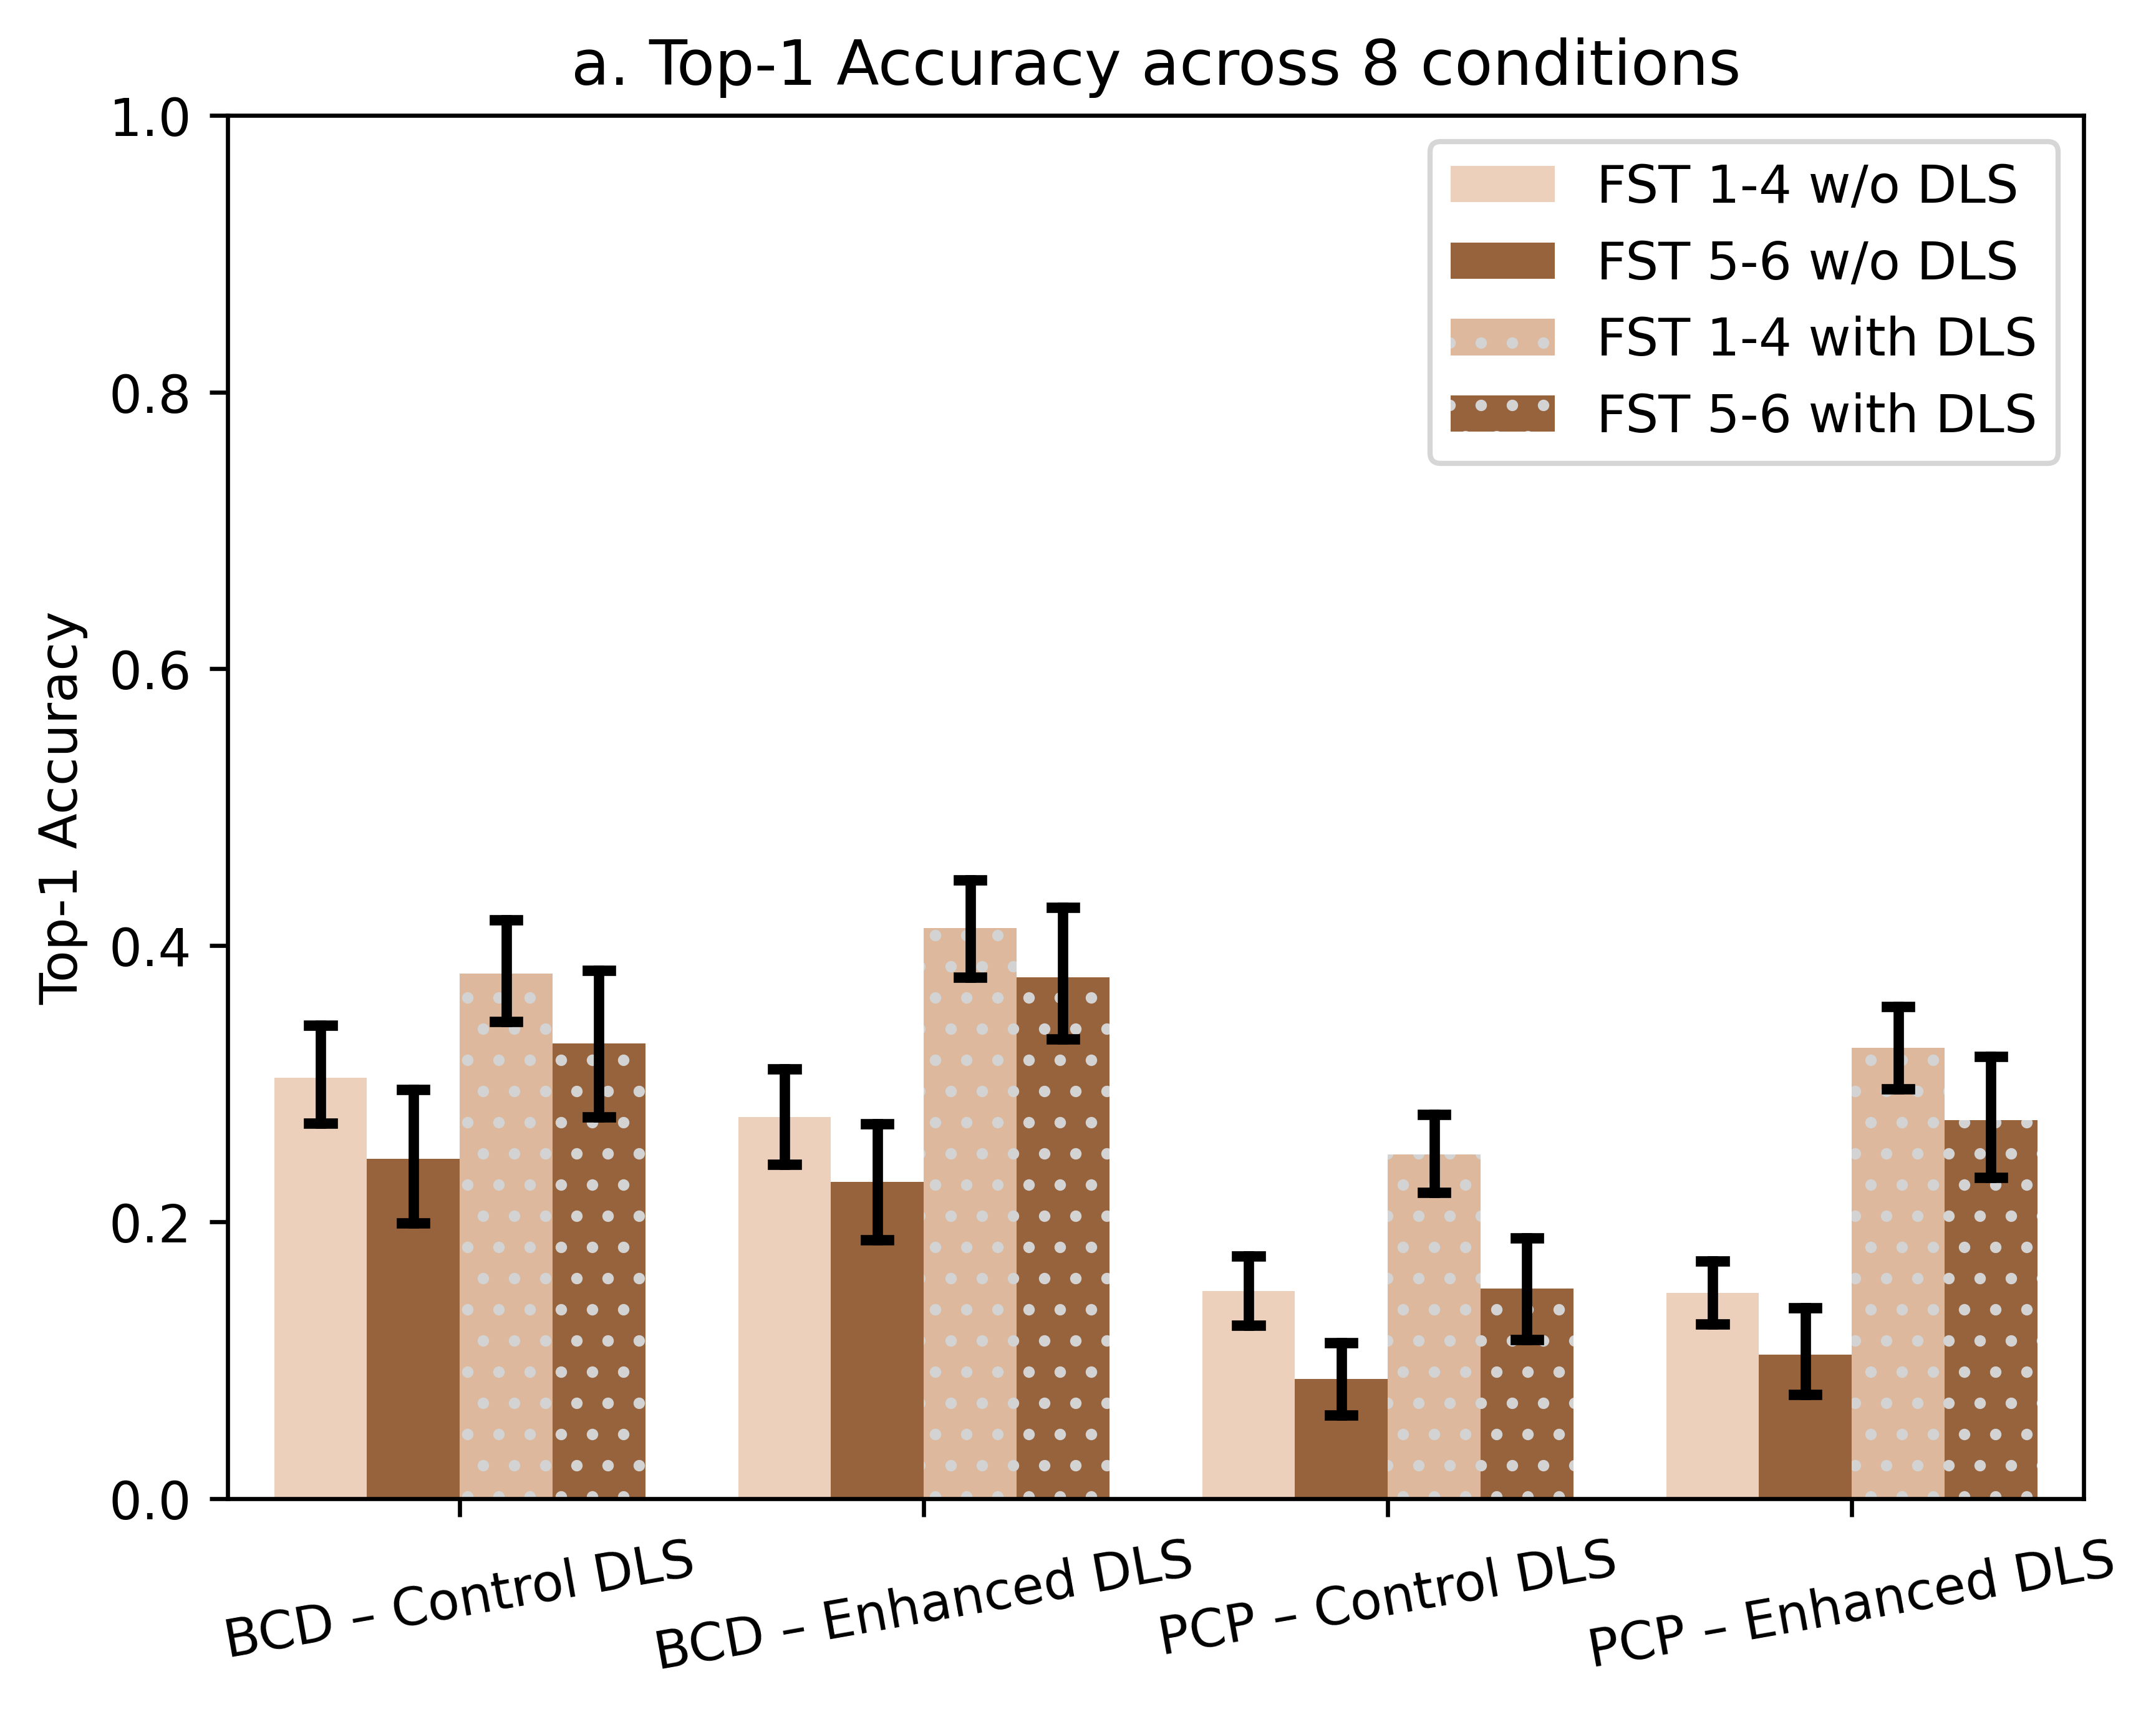 a. Top-1 Accuracy across 8 conditions
1.0
0.8
0.6
0.4
0.2
0.0
Top-1 Accuracy
FST 1-4 w/o DLS
FST 5-6 w/o DLS
FST 1-4 with DLS
FST 5-6 with DLS
BCD – Control DLS
BCD – Enhanced DLS
PCP – Control DLS
PCP – Enhanced DLS